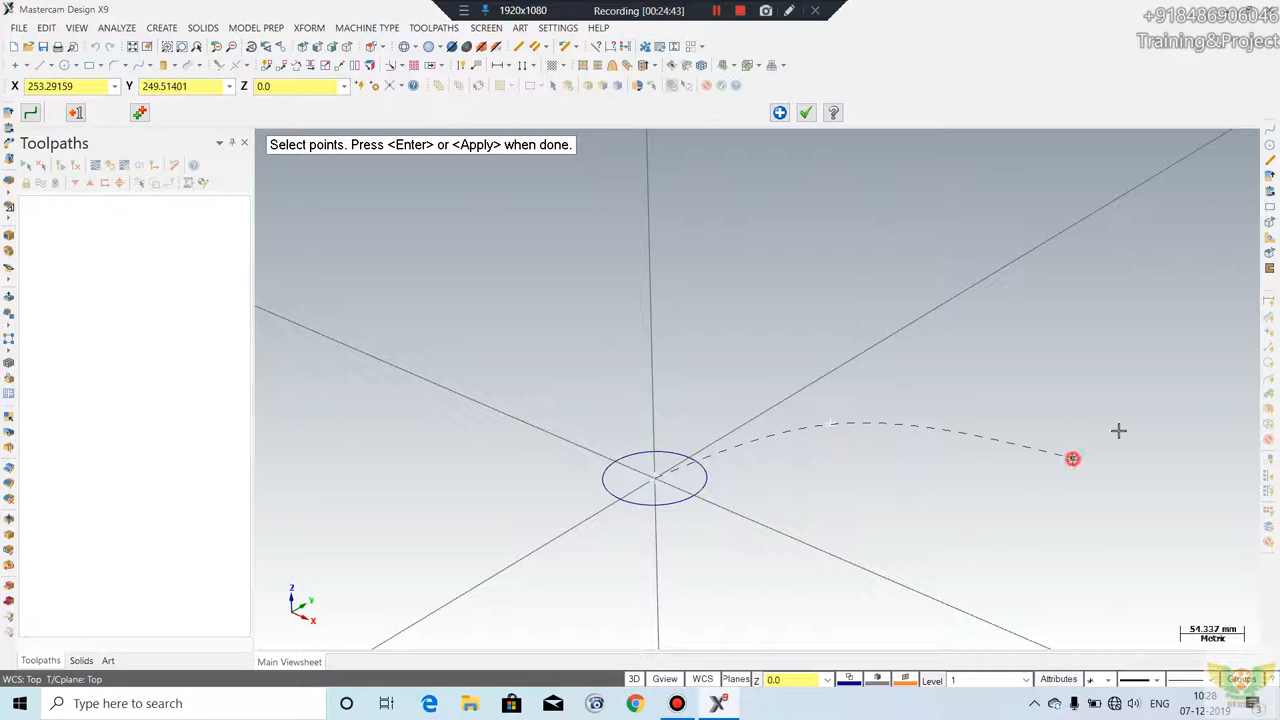 Mastercam Design X9
1920x1080
Recording [00:24:43]
+918486906046
Training&Project
FILE EDIT VIEW ANALYZE CREATE SOLIDS MODEL PREP XFORM MACHINE TYPE TOOLPATHS SCREEN ART SETTINGS HELP
X 253.29159 Y 249.51401 Z 0.0
+1
Toolpaths
Select points. Press <Enter> or <Apply> when done.
Z
Y
X
54.337 mm
Metric
Toolpaths Solids Art
Main Viewsheet
WCS: Top T/Cplane: Top
3D Gview WCS Planes Z 0.0 Level 1 Attributes Groups ?
Type here to search
ENG
10:28
07-12-2019
3